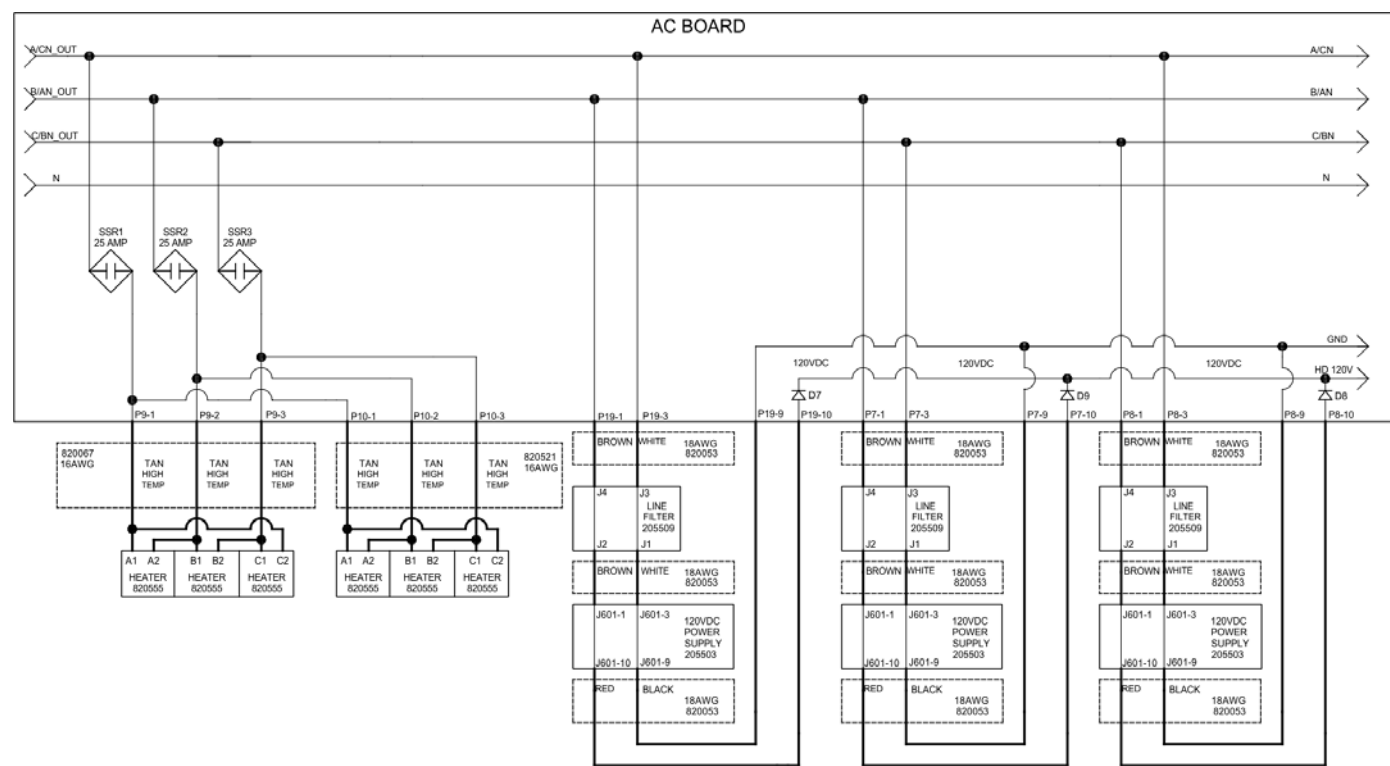 AC BOARD
A/CN_OUT
A/CN
B/AN_OUT
B/AN
C/BN_OUT
C/BN
N
N
SSR1
25 AMP
SSR2
25 AMP
SSR3
25 AMP
GND
120VDC
120VDC
120VDC
HD 120V
D7
D9
D8
P9-1
P9-2
P9-3
P10-1
P10-2
P10-3
P19-1
P19-3
P19-9
P19-10
P7-1
P7-3
P7-9
P7-10
P8-1
P8-3
P8-9
P8-10
820067
16AWG
TAN
HIGH
TEMP
TAN
HIGH
TEMP
TAN
HIGH
TEMP
TAN
HIGH
TEMP
TAN
HIGH
TEMP
TAN
HIGH
TEMP
820521
16AWG
BROWN
WHITE
18AWG
820053
BROWN
WHITE
18AWG
820053
BROWN
WHITE
18AWG
820053
J4
J3
LINE
FILTER
205509
J2
J1
J4
J3
LINE
FILTER
205509
J2
J1
J4
J3
LINE
FILTER
205509
J2
J1
A1
A2
B1
B2
C1
C2
HEATER
820555
HEATER
820555
HEATER
820555
A1
A2
B1
B2
C1
C2
HEATER
820555
HEATER
820555
HEATER
820555
BROWN
WHITE
18AWG
820053
BROWN
WHITE
18AWG
820053
BROWN
WHITE
18AWG
820053
J601-1
J601-3
120VDC
POWER
SUPPLY
205503
J601-10
J601-9
J601-1
J601-3
120VDC
POWER
SUPPLY
205503
J601-10
J601-9
J601-1
J601-3
120VDC
POWER
SUPPLY
205503
J601-10
J601-9
RED
BLACK
18AWG
820053
RED
BLACK
18AWG
820053
RED
BLACK
18AWG
820053